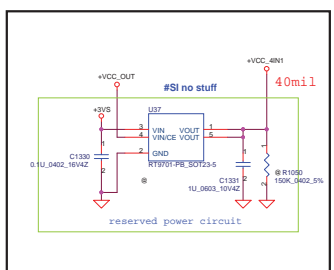 +VCC_4IN1
+VCC_OUT
40mil
#SI no stuff
+3VS
U37
3 VIN VOUT 1
4 VIN/CE VOUT 5
2 GND
RT9701-PB_SOT23-5
1
C1330
0.1U_0402_16V4Z
2
@
1
C1331
1U_0603_10V4Z
2
1
@ R1050
150K_0402_5%
2
reserved power circuit